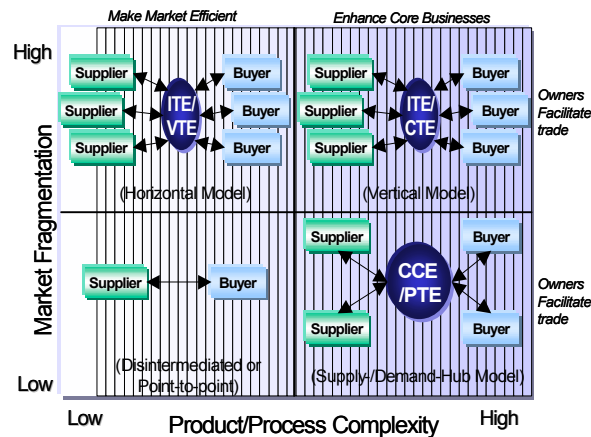 Make Market Efficient
Enhance Core Businesses
High
Supplier
Buyer
Supplier
Buyer
Supplier
ITE/
VTE
Buyer
Supplier
ITE/
CTE
Buyer
Owners
Facilitate
trade
Supplier
Buyer
Supplier
Buyer
(Horizontal Model)
(Vertical Model)
Market Fragmentation
Supplier
Buyer
Supplier
Buyer
CCE
/PTE
Owners
Facilitate
trade
Supplier
Buyer
(Disintermediated or
Point-to-point)
(Supply-/Demand-Hub Model)
Low
Low
Product/Process Complexity
High